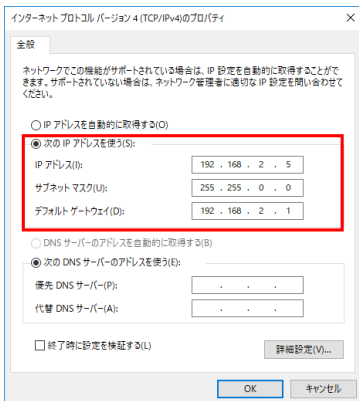 インターネット プロトコル バージョン 4 (TCP/IPv4)のプロパティ
全般
ネットワークでこの機能がサポートされている場合は、IP 設定を自動的に取得することがで
きます。サポートされていない場合は、ネットワーク管理者に適切な IP 設定を問い合わせて
ください。
IP アドレスを自動的に取得する(O)
次の IP アドレスを使う(S):
IP アドレス(I): 192 . 168 . 2 . 5
サブネット マスク(U): 255 . 255 . 0 . 0
デフォルト ゲートウェイ(D): 192 . 168 . 2 . 1
DNS サーバーのアドレスを自動的に取得する(B)
次の DNS サーバーのアドレスを使う(E):
優先 DNS サーバー(P): . . .
代替 DNS サーバー(A): . . .
終了時に設定を検証する(L)
詳細設定(V)...
OK キャンセル